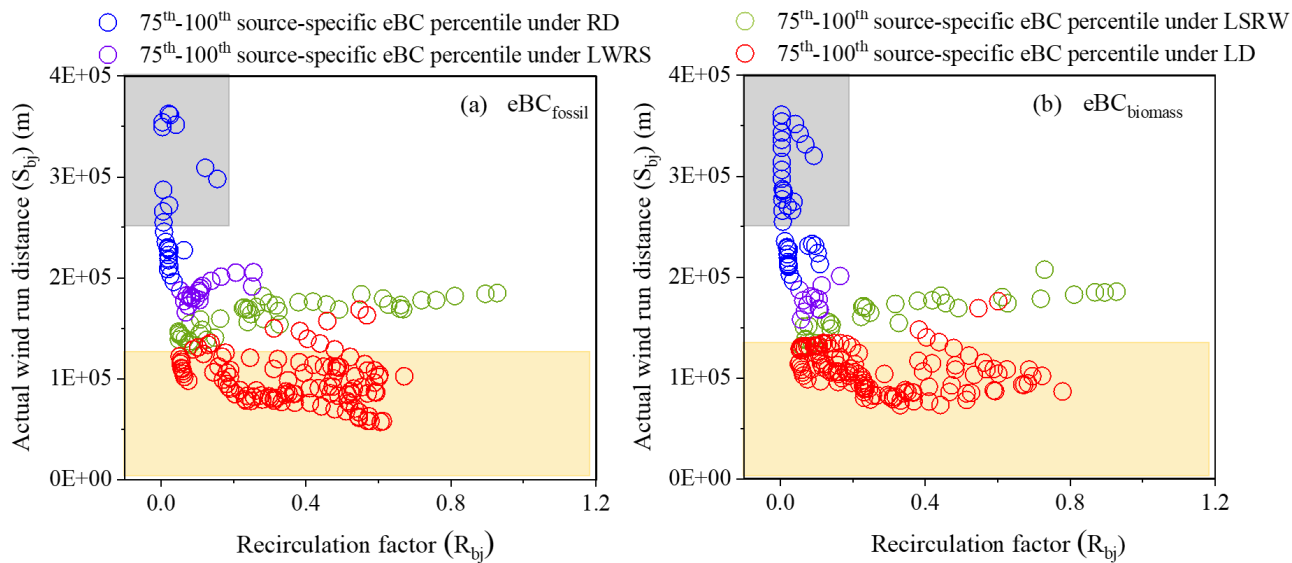 75th-100th source-specific eBC percentile under RD
75th-100th source-specific eBC percentile under LWRS
75th-100th source-specific eBC percentile under LSRW
75th-100th source-specific eBC percentile under LD
4E+05
3E+05
2E+05
1E+05
0E+00
Actual wind run distance (Sbj) (m)
(a) eBCfossil
0.0 0.4 0.8 1.2
Recirculation factor (Rbj)
4E+05
3E+05
2E+05
1E+05
0E+00
Actual wind run distance (Sbj) (m)
(b) eBCbiomass
0.0 0.4 0.8 1.2
Recirculation factor (Rbj)